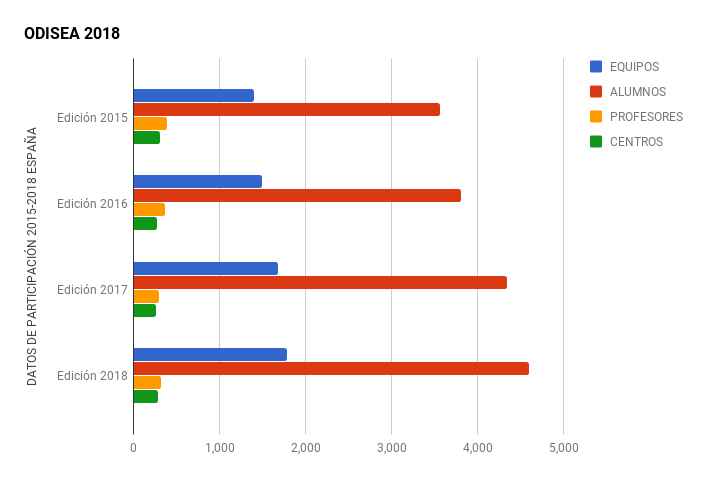 ODISEA 2018
EQUIPOS
ALUMNOS
PROFESORES
CENTROS
DATOS DE PARTICIPACIÓN 2015-2018 ESPAÑA
Edición 2015
Edición 2016
Edición 2017
Edición 2018
0 1,000 2,000 3,000 4,000 5,000